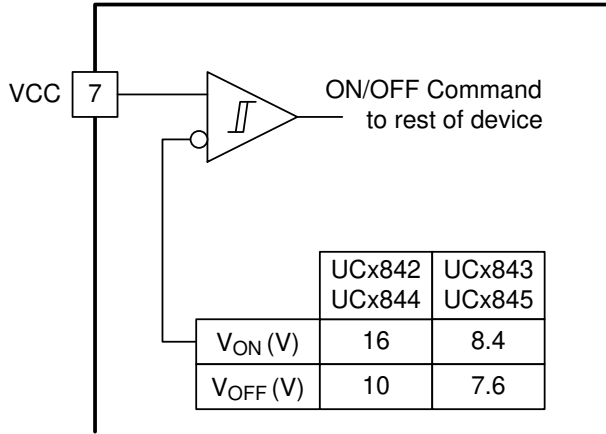 VCC 7
ON/OFF Command
to rest of device
UCx842 UCx843
UCx844 UCx845
VON (V) 16 8.4
VOFF (V) 10 7.6